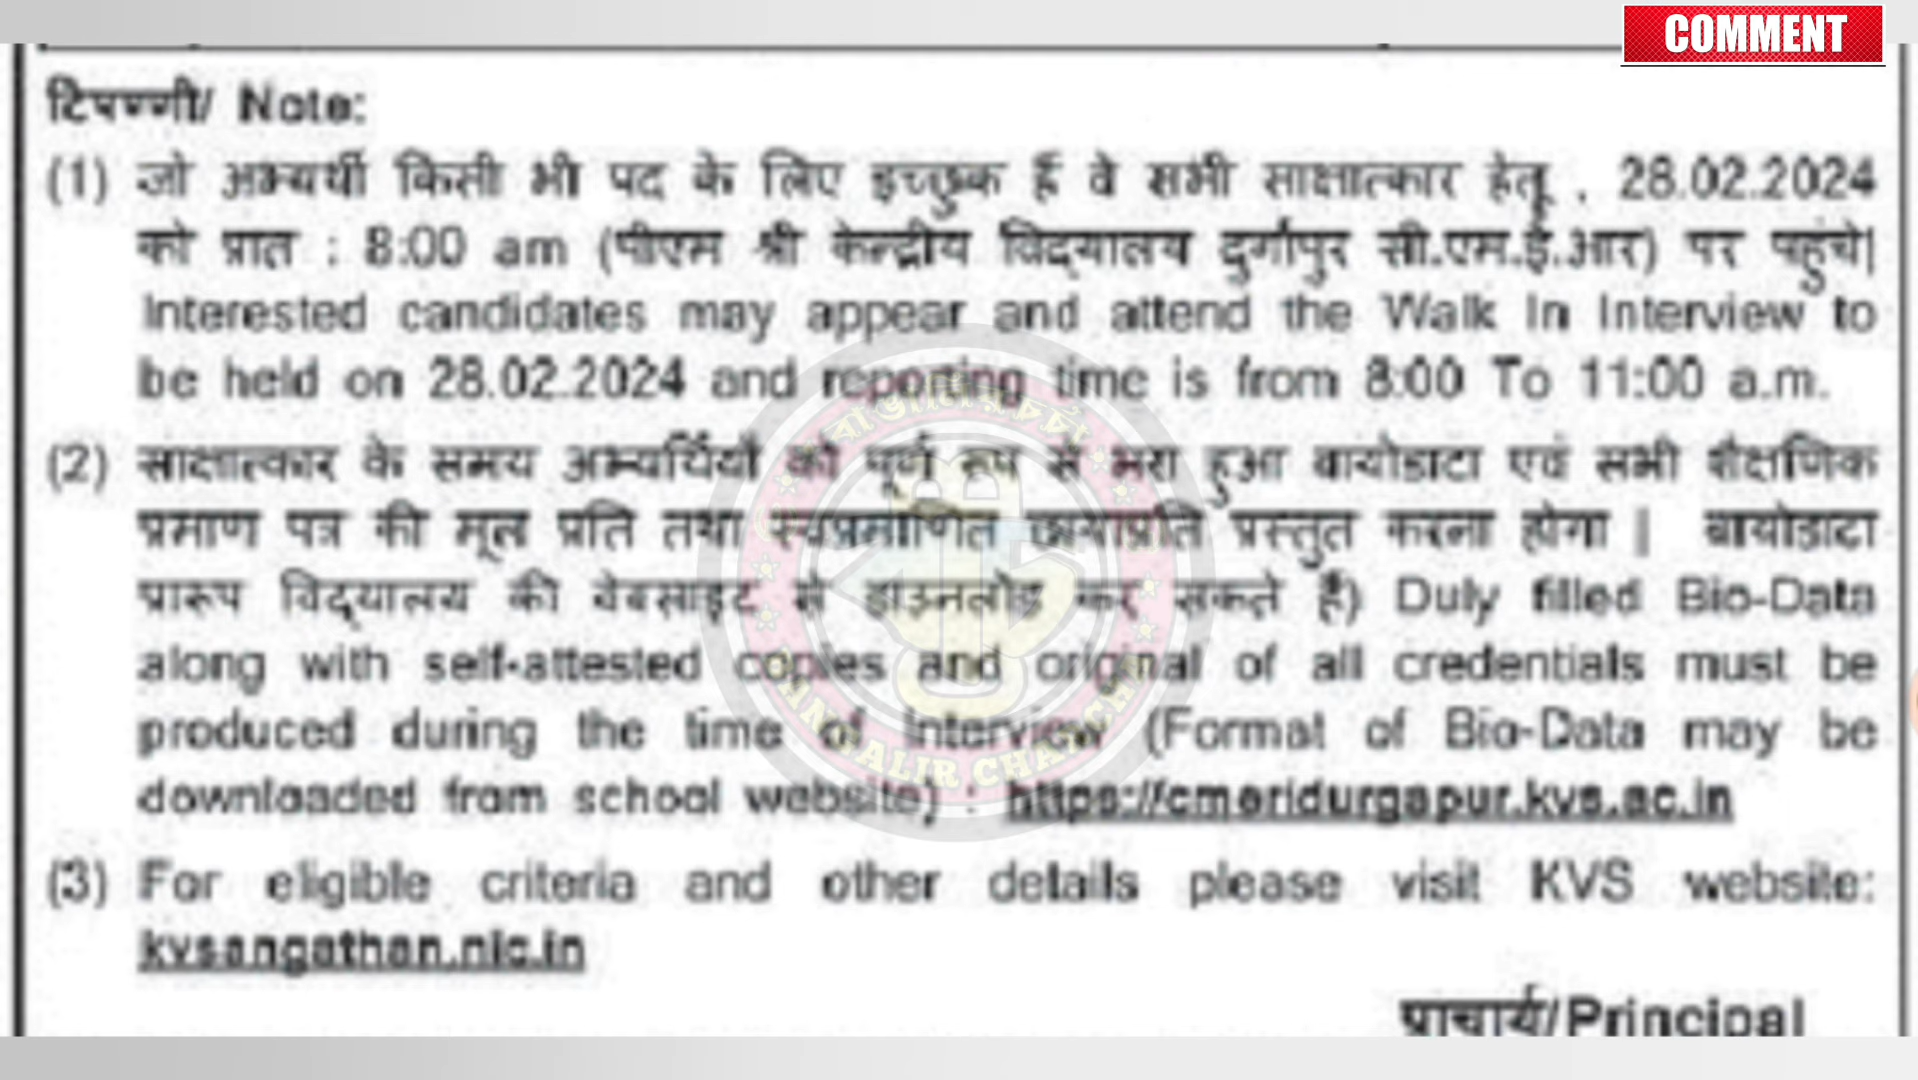 COMMENT
टिपण्णी/ Note:
(1) जो अभ्यर्थी किसी भी पद के लिए इच्छुक हैं वे सभी साक्षात्कार हेतू . 28.02.2024
को प्रात : 8:00 am (पीएम श्री केन्द्रीय विद्यालय दुर्गापुर सी.एम.ई.आर) पर पहुंचे|
Interested candidates may appear and attend the Walk In Interview to
be held on 28.02.2024 and reporting time is from 8:00 To 11:00 a.m.
(2) साक्षात्कार के समय अभ्यर्थियों को पूर्ण रूप से भरा हुआ बायोडाटा एवं सभी शैक्षणिक
प्रमाण पत्र की मूल प्रति तथा स्वप्रमाणित छायाप्रति प्रस्तुत करना होगा | बायोडाटा
प्रारूप विद्यालय की वेबसाइट से डाउनलोड कर सकते हैं) Duly filled Bio-Data
along with self-attested copies and original of all credentials must be
produced during the time of Interview (Format of Bio-Data may be
downloaded from school website) : https://cmeridurgapur.kvs.ac.in
(3) For eligible criteria and other details please visit KVS website:
kvsangathan.nic.in
प्राचार्य/Principal
BANGALIR CHARCHA